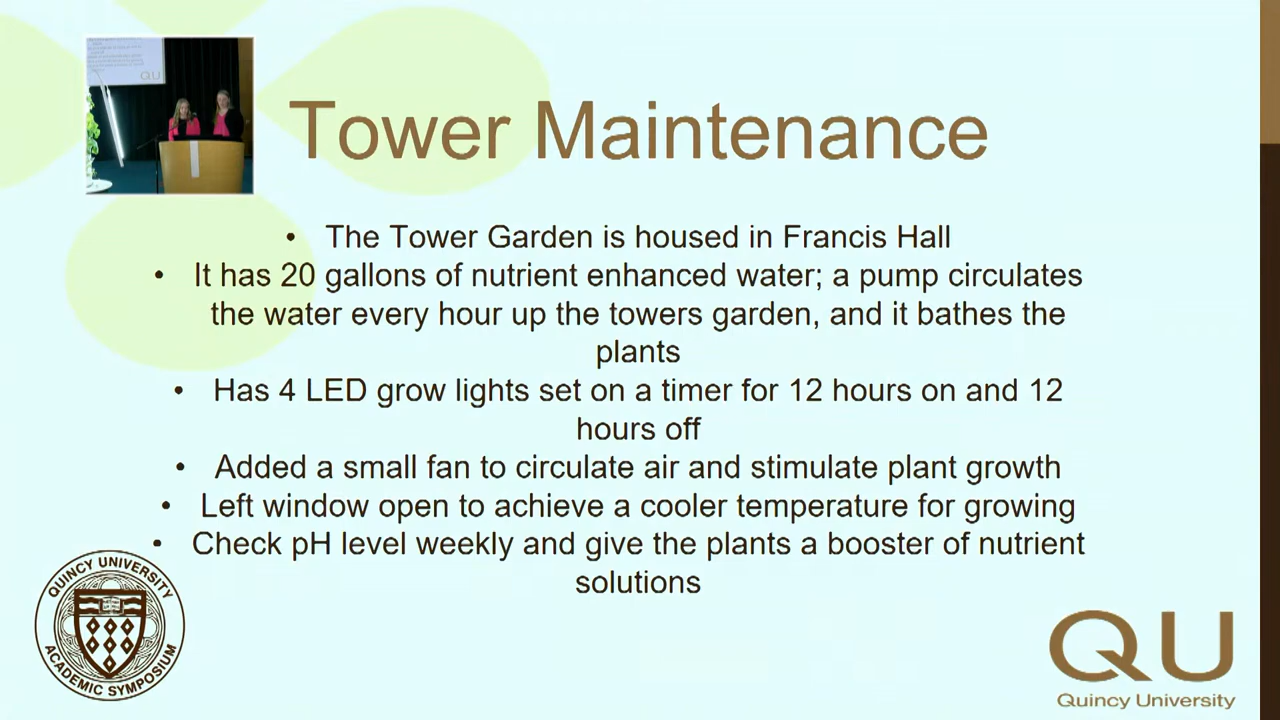 Tower Maintenance
• The Tower Garden is housed in Francis Hall
• It has 20 gallons of nutrient enhanced water; a pump circulates
the water every hour up the towers garden, and it bathes the
plants
• Has 4 LED grow lights set on a timer for 12 hours on and 12
hours off
• Added a small fan to circulate air and stimulate plant growth
• Left window open to achieve a cooler temperature for growing
• Check pH level weekly and give the plants a booster of nutrient
solutions
QUINCY UNIVERSITY
ACADEMIC SYMPOSIUM
QU
Quincy University
QU